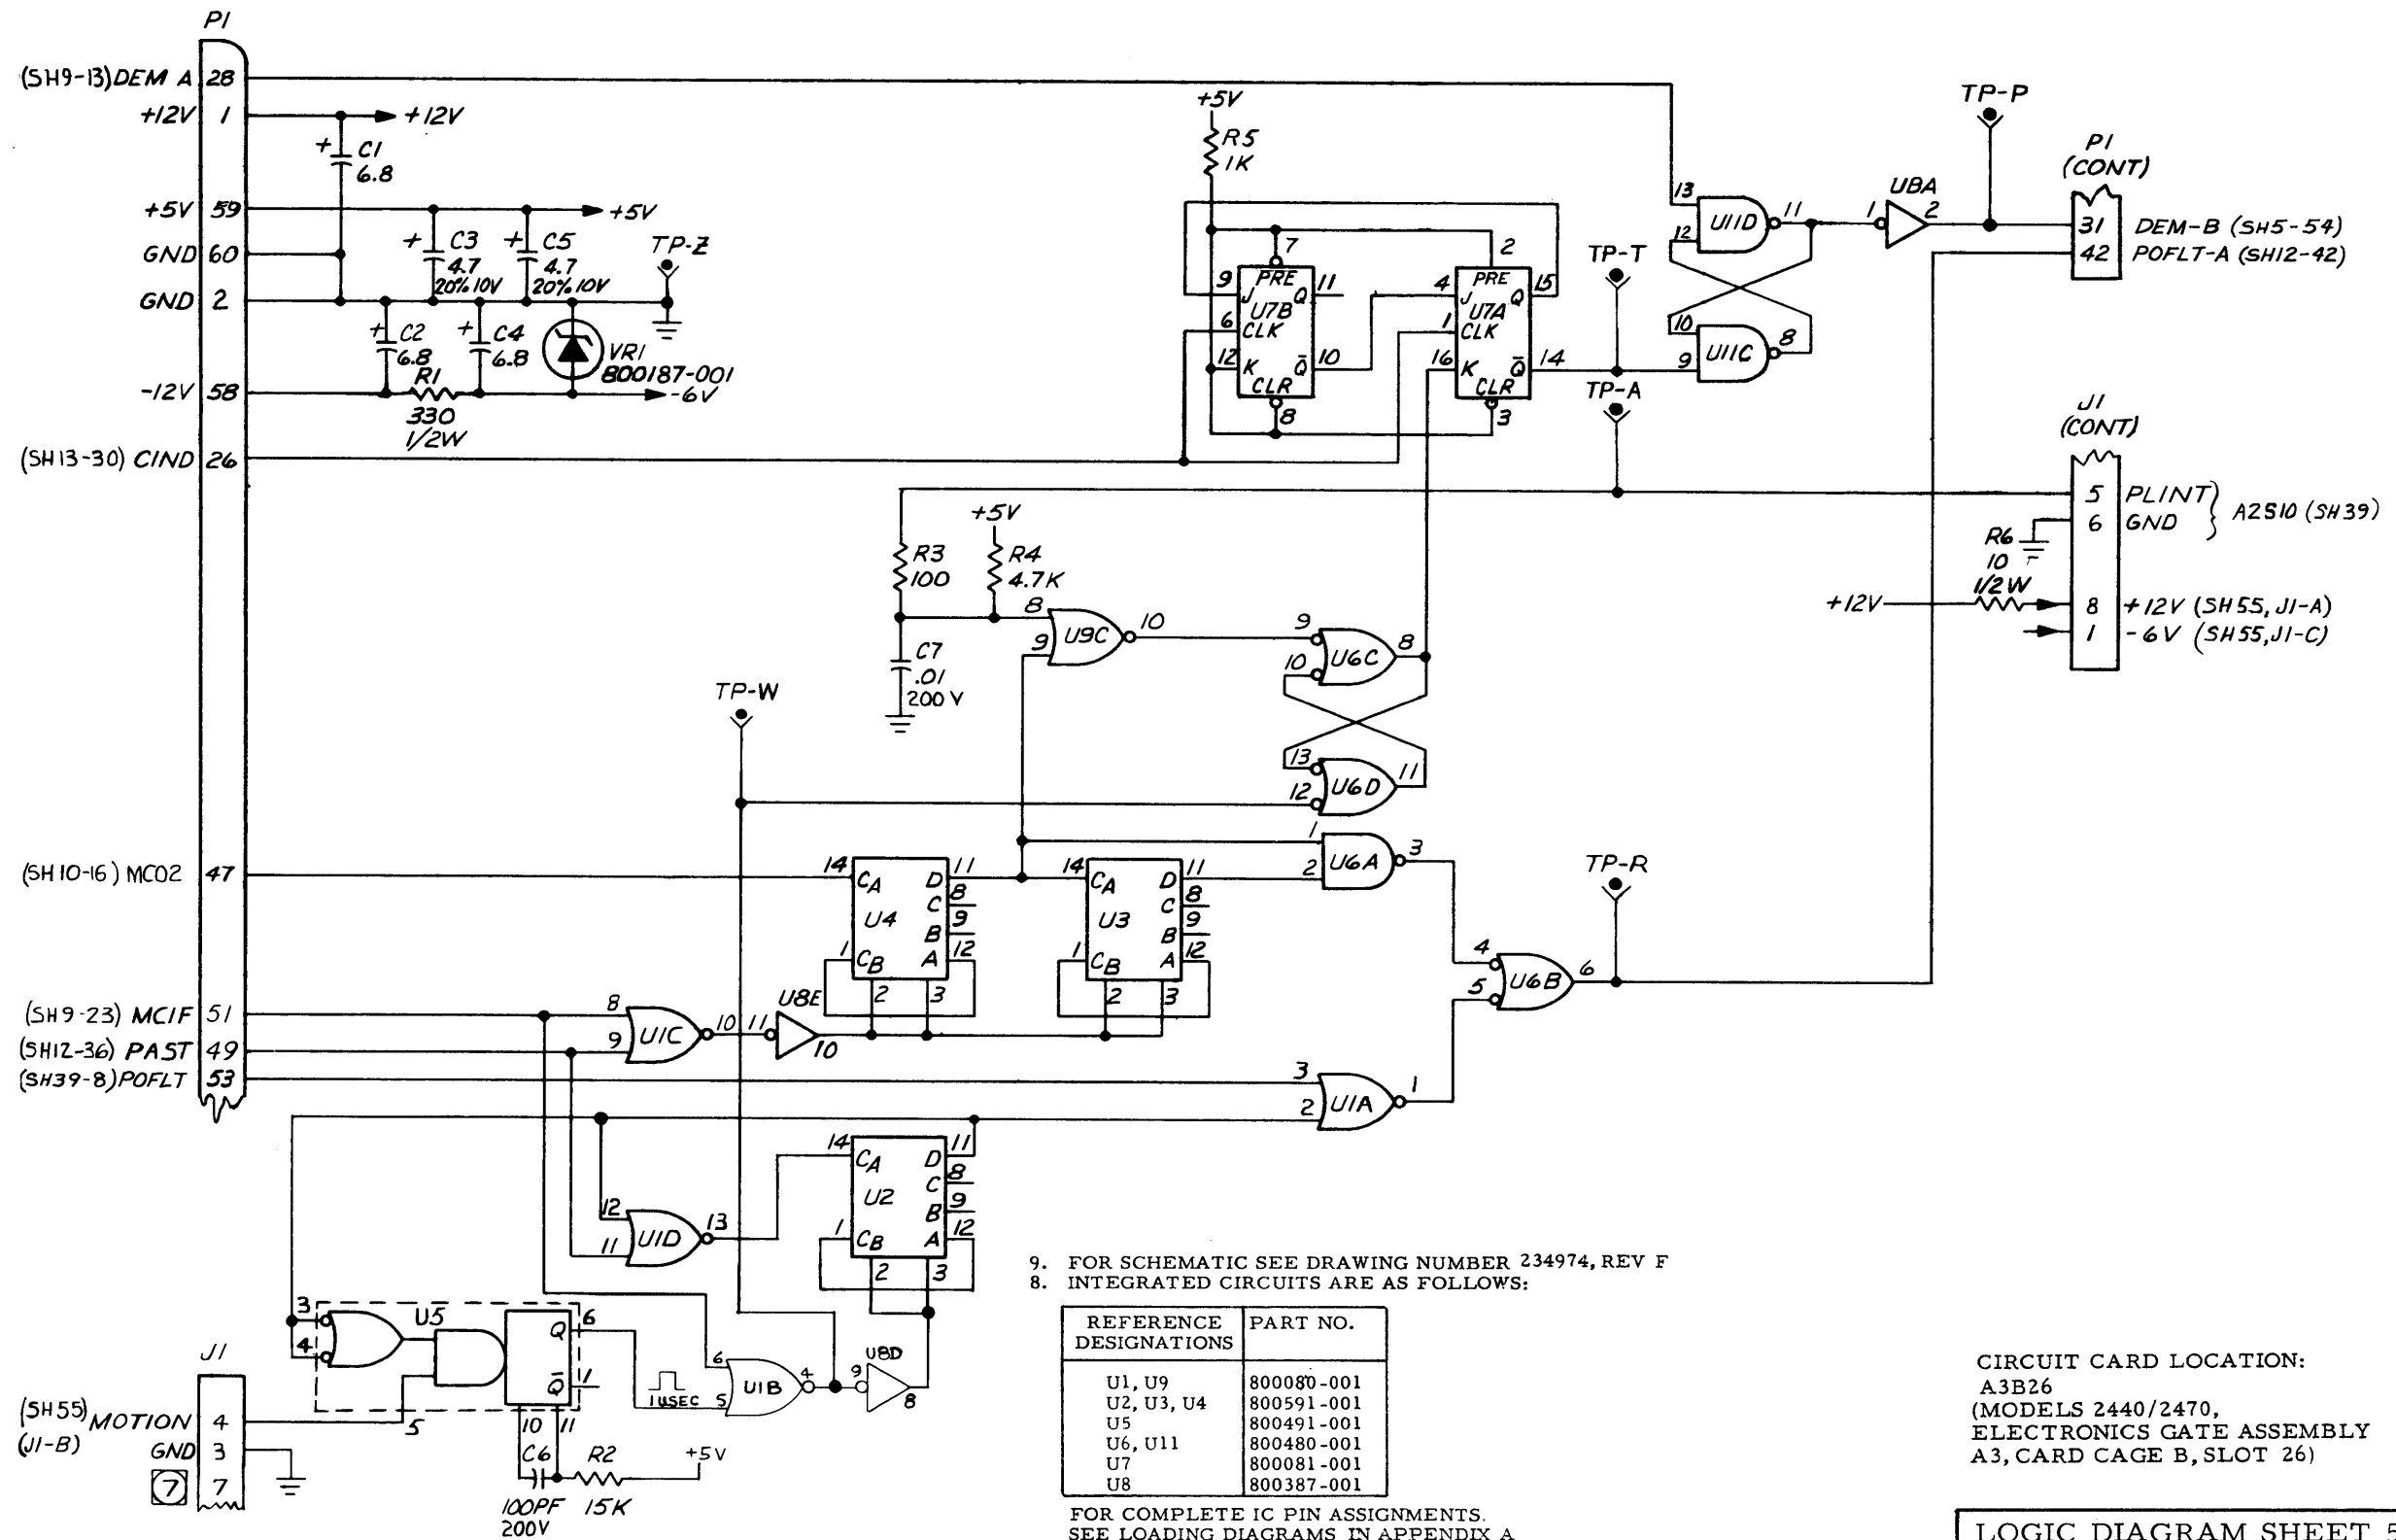 P1
(SH9-13) DEM A 28
+12V 1
+12V
+ C1
6.8
+5V 59
+5V
GND 60
+ C3
4.7
20% 10V
+ C5
4.7
20% 10V
TP-Z
GND 2
+ C2
6.8
+ C4
6.8
VR1
800187-001
-12V 58
R1
330
1/2W
-6V
(SH13-30) CIND 26
+5V
R5
1K
9 J
7 PRE
Q 11
U7B
6 CLK
12 K
Q̄ 10
CLR
8
4 J
2
PRE
Q 15
U7A
1 CLK
16 K
Q̄ 14
CLR
3
TP-T
TP-A
13
12
U11D
11
10
9
U11C
8
1 U8A 2
TP-P
P1
(CONT)
31 DEM-B (SH5-54)
42 POFLT-A (SH12-42)
J1
(CONT)
5 PLINT
6 GND
A2S10 (SH39)
R6
10
1/2W
+12V
8 +12V (SH55, J1-A)
1 -6V (SH55, J1-C)
R3
100
+5V
R4
4.7K
C7
.01
200V
8
9
U9C
10
9
10
U6C
8
13
12
U6D
11
TP-W
(SH10-16) MC02 47
14 CA D 11
C 8
U4
B 9
1 CB A 12
2 3
14 CA D 11
C 8
U3
B 9
1 CB A 12
2 3
1
2
U6A
3
TP-R
4
5
U6B
6
(SH9-23) MCIF 51
(SH12-36) PAST 49
(SH39-8) POFLT 53
8
9
U1C
10 11
U8E
10
3
2
U1A
1
14 CA D 11
C 8
U2
B 9
1 CB A 12
2 3
12
11
U1D
13
3
4
U5
Q 6
Q̄ 1
5
10 11
C6
100PF
200V
R2
15K
+5V
1 USEC
6
5
U1B
4
9
U8D
8
J1
(SH55) MOTION 4
(J1-B)
GND 3
7 7
9. FOR SCHEMATIC SEE DRAWING NUMBER 234974, REV F
8. INTEGRATED CIRCUITS ARE AS FOLLOWS:
REFERENCE DESIGNATIONS PART NO.
U1, U9 800080-001
U2, U3, U4 800591-001
U5 800491-001
U6, U11 800480-001
U7 800081-001
U8 800387-001
FOR COMPLETE IC PIN ASSIGNMENTS.
SEE LOADING DIAGRAMS IN APPENDIX A
CIRCUIT CARD LOCATION:
A3B26
(MODELS 2440/2470,
ELECTRONICS GATE ASSEMBLY
A3, CARD CAGE B, SLOT 26)
LOGIC DIAGRAM SHEET 5